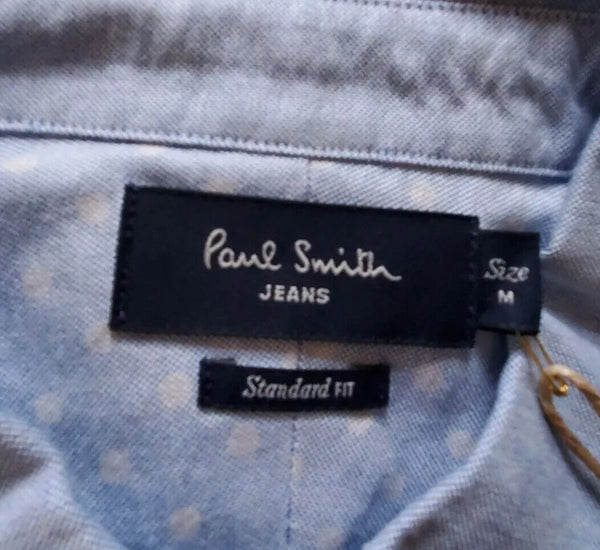 Paul Smith
JEANS
Size
M
Standard FIT